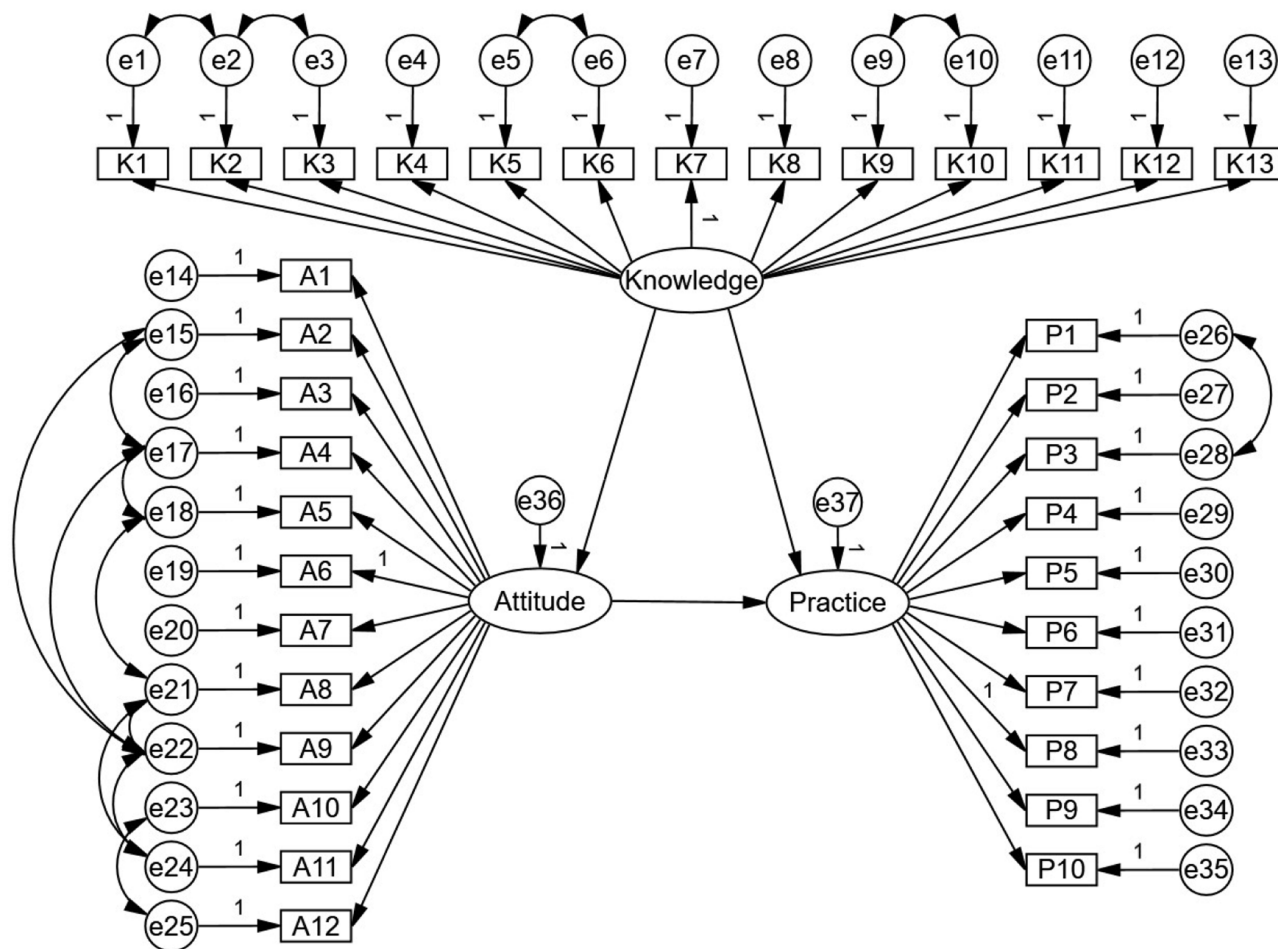 e1 e2 e3 e4 e5 e6 e7 e8 e9 e10 e11 e12 e13
1 1 1 1 1 1 1 1 1 1 1 1 1
K1 K2 K3 K4 K5 K6 K7 K8 K9 K10 K11 K12 K13
1
Knowledge
e14 1 A1
e15 1 A2
e16 1 A3
e17 1 A4
e18 1 A5
e19 1 A6 1
e20 1 A7
e21 1 A8
e22 1 A9
e23 1 A10
e24 1 A11
e25 1 A12
e36 1
Attitude
e37 1
Practice
P1 1 e26
P2 1 e27
P3 1 e28
P4 1 e29
P5 1 e30
P6 1 e31
P7 1 e32
1 P8 1 e33
P9 1 e34
P10 1 e35